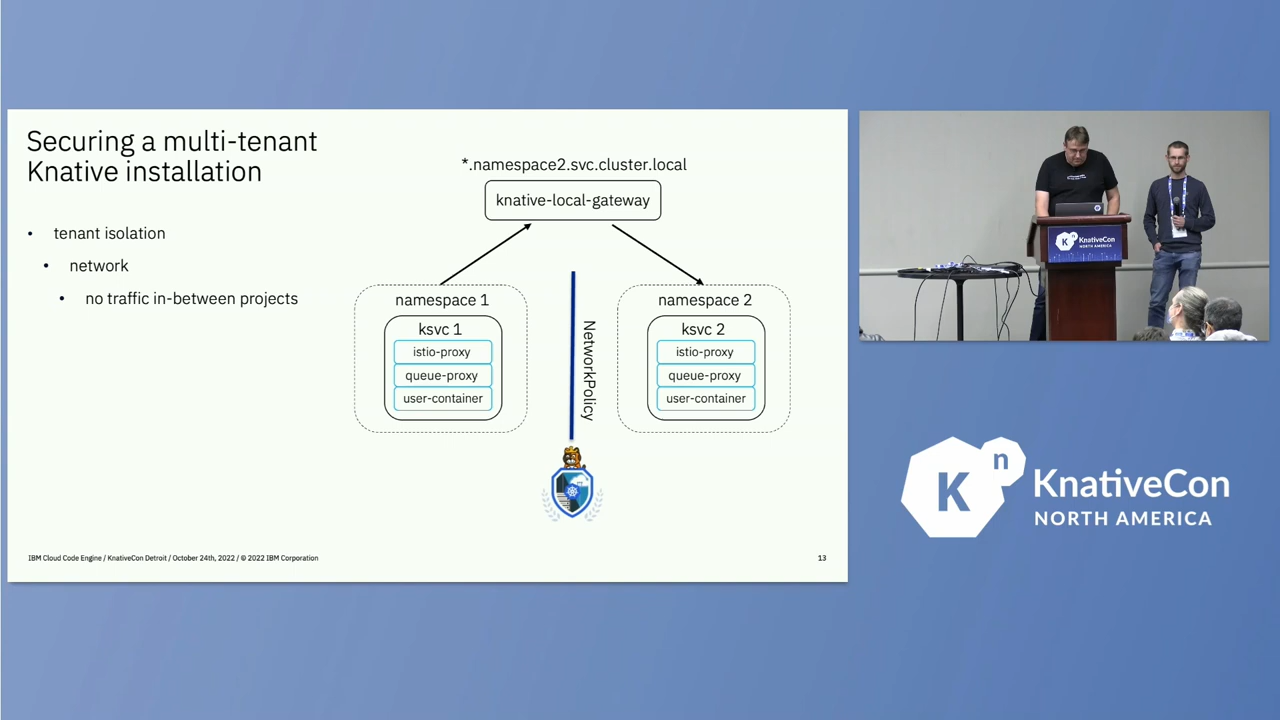 Securing a multi-tenant
Knative installation
• tenant isolation
• network
• no traffic in-between projects
*.namespace2.svc.cluster.local
knative-local-gateway
namespace 1
ksvc 1
istio-proxy
queue-proxy
user-container
NetworkPolicy
namespace 2
ksvc 2
istio-proxy
queue-proxy
user-container
IBM Cloud Code Engine / KnativeCon Detroit / October 24th, 2022 / © 2022 IBM Corporation
13
K n
KnativeCon
NORTH AMERICA
K n
KnativeCon
NORTH AMERICA